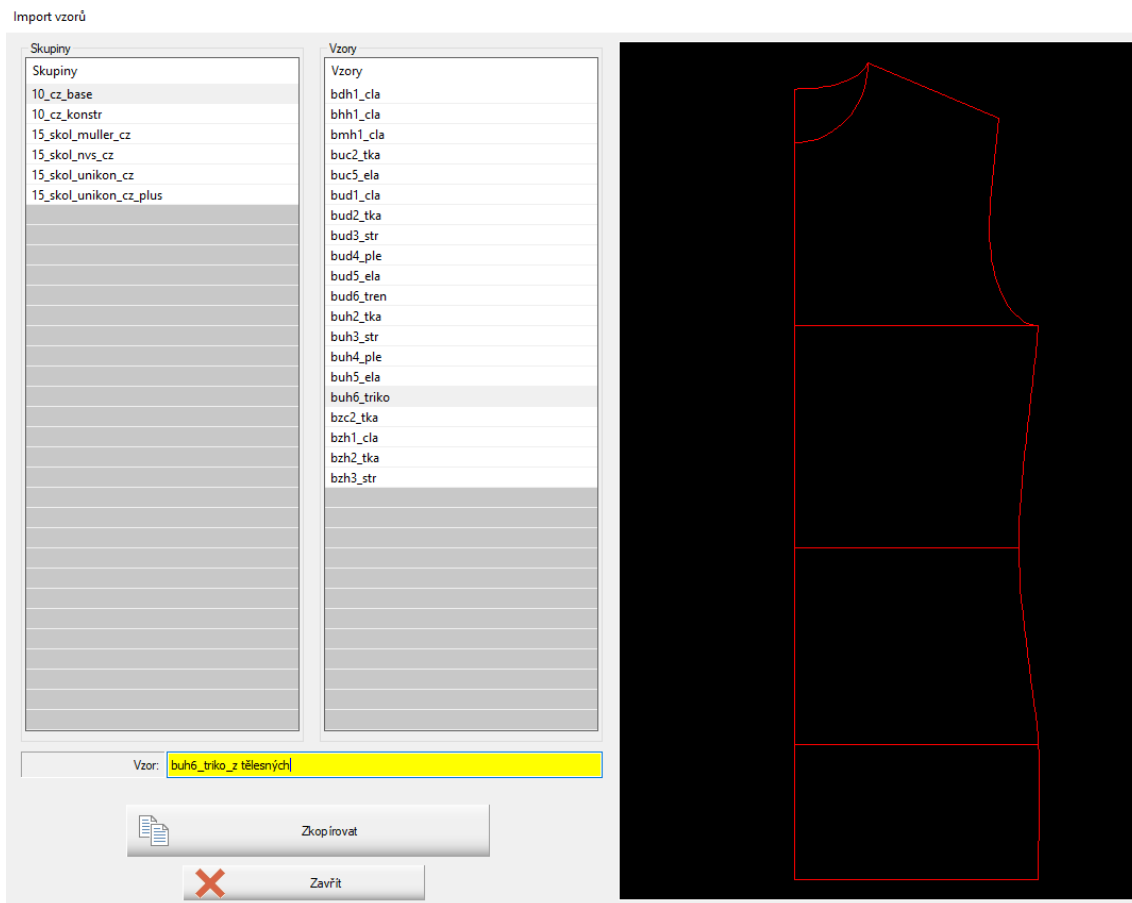 Import vzorů
Skupiny
Skupiny
10_cz_base
10_cz_konstr
15_skol_muller_cz
15_skol_nvs_cz
15_skol_unikon_cz
15_skol_unikon_cz_plus
Vzory
Vzory
bdh1_cla
bhh1_cla
bmh1_cla
buc2_tka
buc5_ela
bud1_cla
bud2_tka
bud3_str
bud4_ple
bud5_ela
bud6_tren
buh2_tka
buh3_str
buh4_ple
buh5_ela
buh6_triko
bzc2_tka
bzh1_cla
bzh2_tka
bzh3_str
Vzor: buh6_triko_z tělesných
Zkopírovat
Zavřít